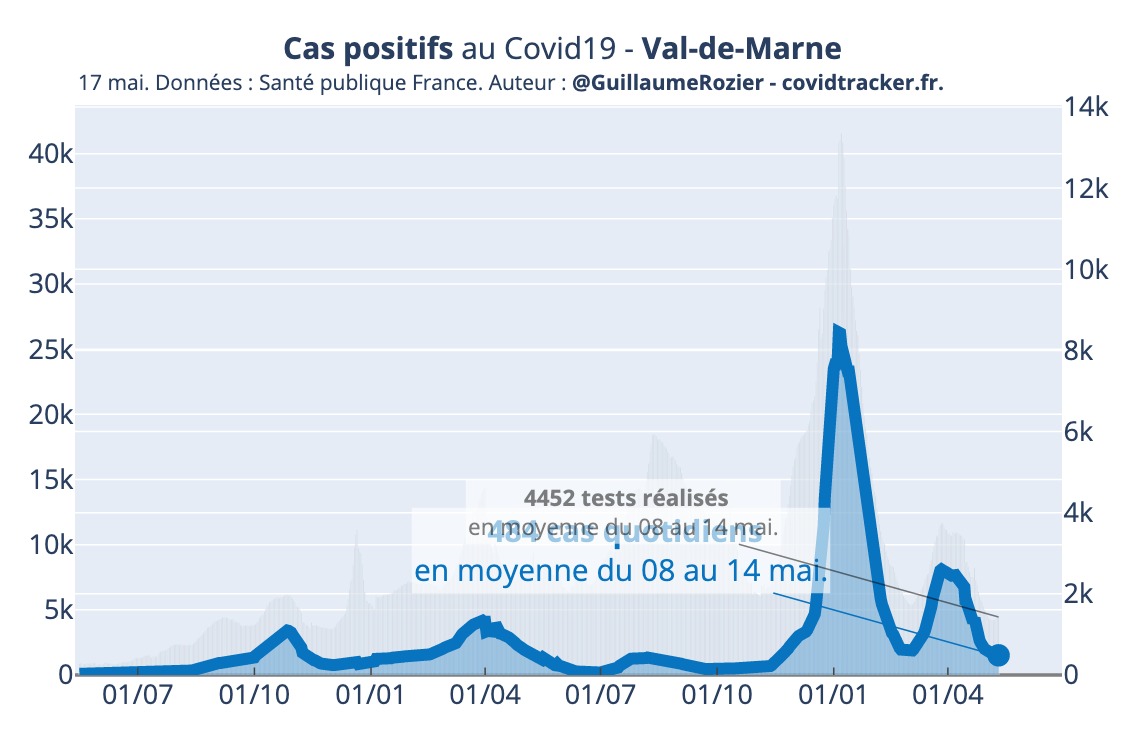 Cas positifs au Covid19 - Val-de-Marne
17 mai. Données : Santé publique France. Auteur : @GuillaumeRozier - covidtracker.fr.
14k
40k
12k
35k
10k
30k
25k
8k
20k
6k
15k
4452 tests réalisés
4k
en moyenne du 08 au 14 mai.
484 cas quotidiens
10k
en moyenne du 08 au 14 mai.
2k
5k
0
0
01/07
01/10
01/01
01/04
01/07
01/10
01/01
01/04